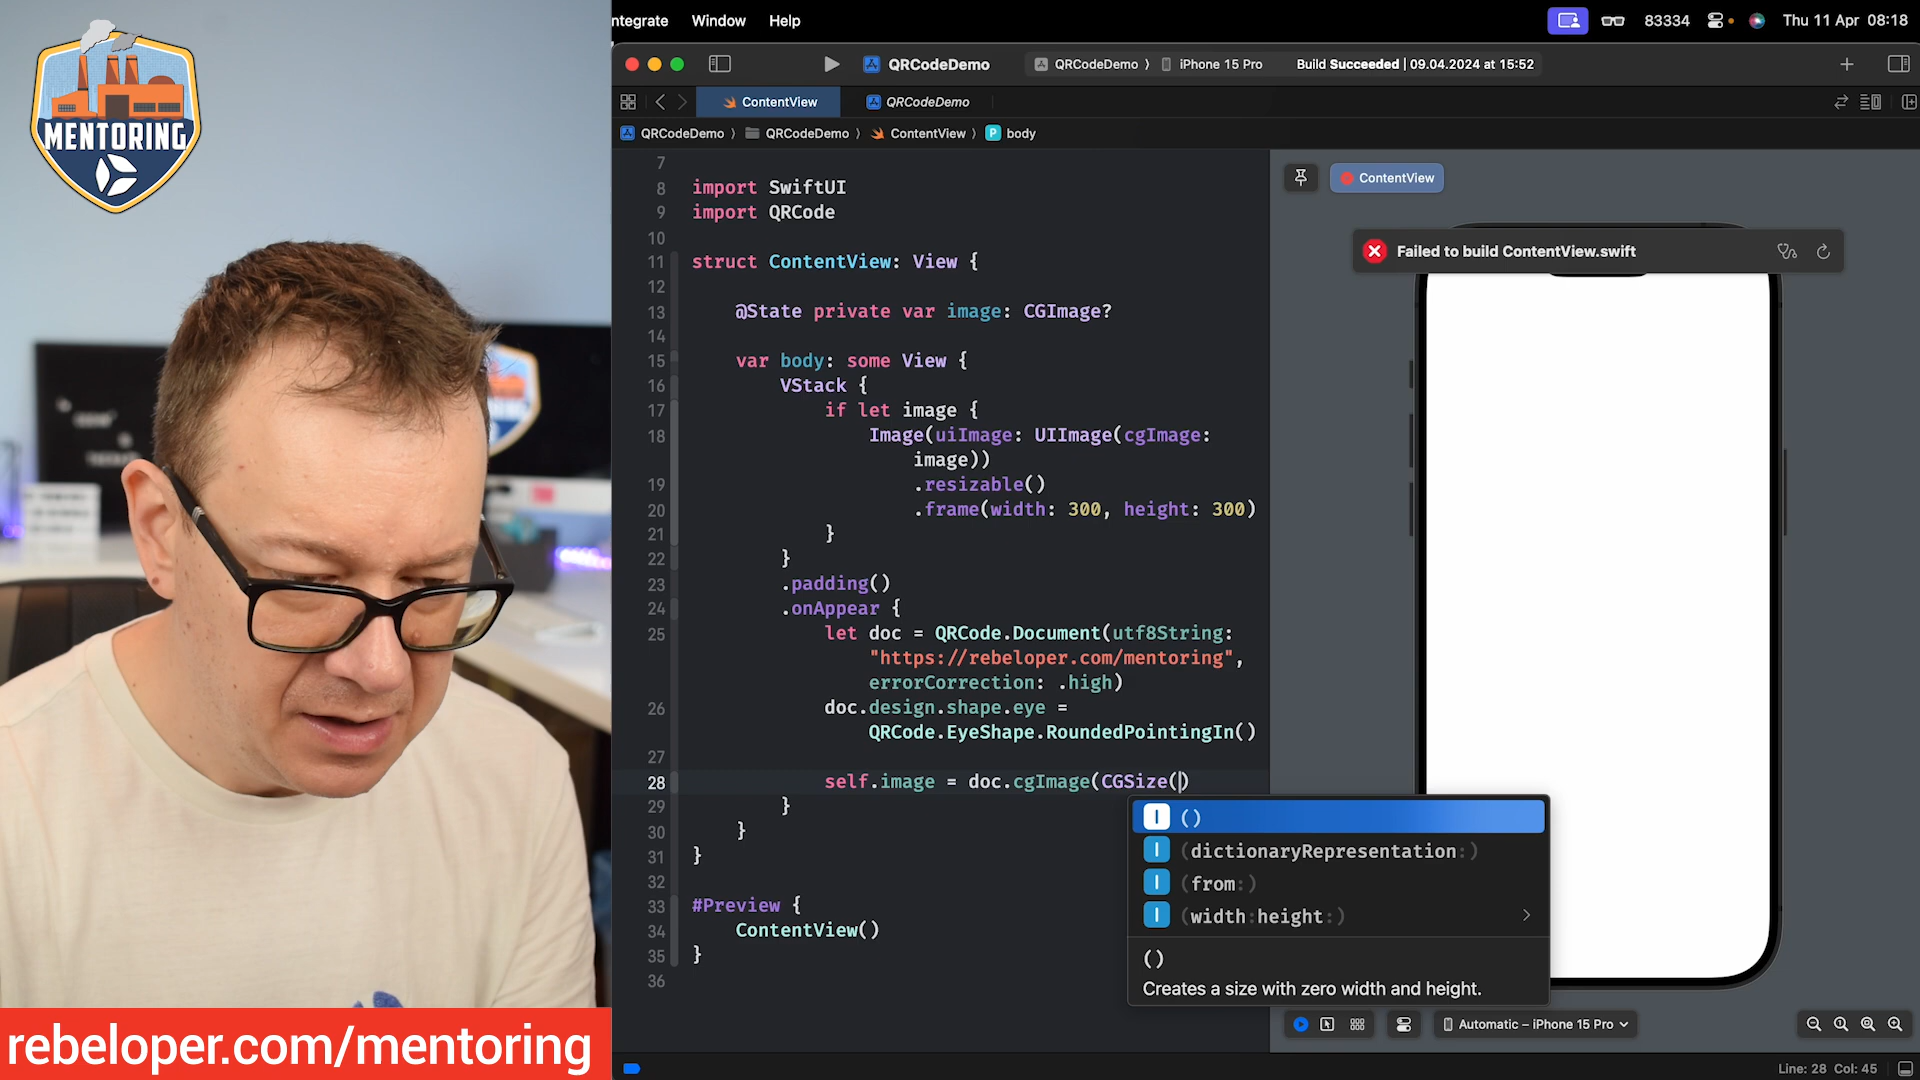 MENTORING
ntegrate Window Help
83334
Thu 11 Apr 08:18
QRCodeDemo
QRCodeDemo ⟩ iPhone 15 Pro
Build Succeeded | 09.04.2024 at 15:52
ContentView
QRCodeDemo
QRCodeDemo ⟩ QRCodeDemo ⟩ ContentView ⟩ P body
7
8 import SwiftUI
9 import QRCode
10
11 struct ContentView: View {
12
13 @State private var image: CGImage?
14
15 var body: some View {
16 VStack {
17 if let image {
18 Image(uiImage: UIImage(cgImage:
image))
19 .resizable()
20 .frame(width: 300, height: 300)
21 }
22 }
23 .padding()
24 .onAppear {
25 let doc = QRCode.Document(utf8String:
"https://rebeloper.com/mentoring",
errorCorrection: .high)
26 doc.design.shape.eye =
QRCode.EyeShape.RoundedPointingIn()
27
28 self.image = doc.cgImage(CGSize()
29 }
30 }
31 }
32
33 #Preview {
34 ContentView()
35 }
36
I ()
I (dictionaryRepresentation:)
I (from:)
I (width:height:)
()
Creates a size with zero width and height.
ContentView
Failed to build ContentView.swift
Automatic – iPhone 15 Pro
Line: 28 Col: 45
rebeloper.com/mentoring